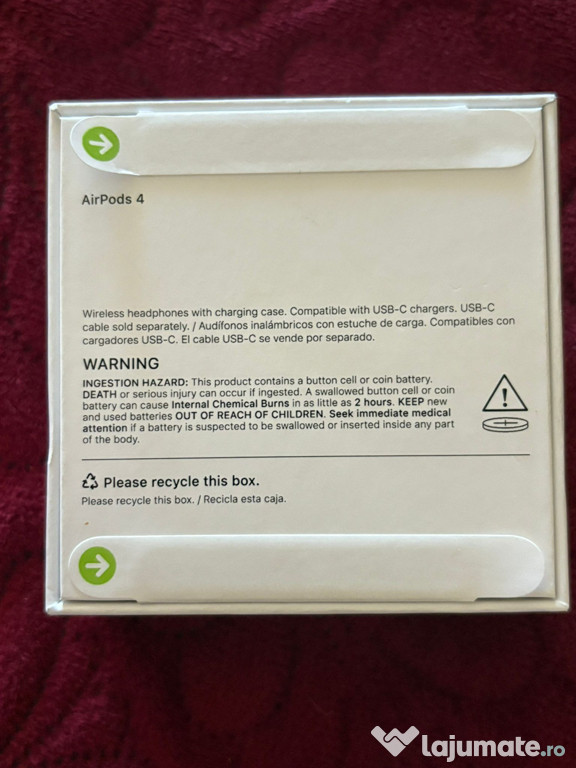 AirPods 4
Wireless headphones with charging case. Compatible with USB-C chargers. USB-C
cable sold separately. / Audífonos inalámbricos con estuche de carga. Compatibles con
cargadores USB-C. El cable USB-C se vende por separado.
WARNING
INGESTION HAZARD: This product contains a button cell or coin battery.
DEATH or serious injury can occur if ingested. A swallowed button cell or coin
battery can cause Internal Chemical Burns in as little as 2 hours. KEEP new
and used batteries OUT OF REACH OF CHILDREN. Seek immediate medical
attention if a battery is suspected to be swallowed or inserted inside any part
of the body.
Please recycle this box.
Please recycle this box. / Recicla esta caja.
lajumate.ro